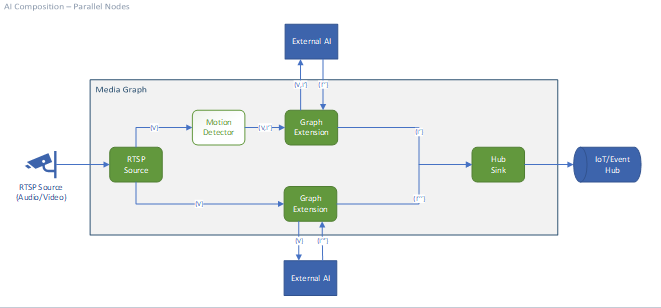 AI Composition – Parallel Nodes
External AI
Media Graph
Motion
Detector
Graph
Extension
(V)
RTSP
Source
RTSP Source
(Audio/Video)
Hub
Sink
IoT/Event
Hub
(V)
Graph
Extension
(V)
External AI